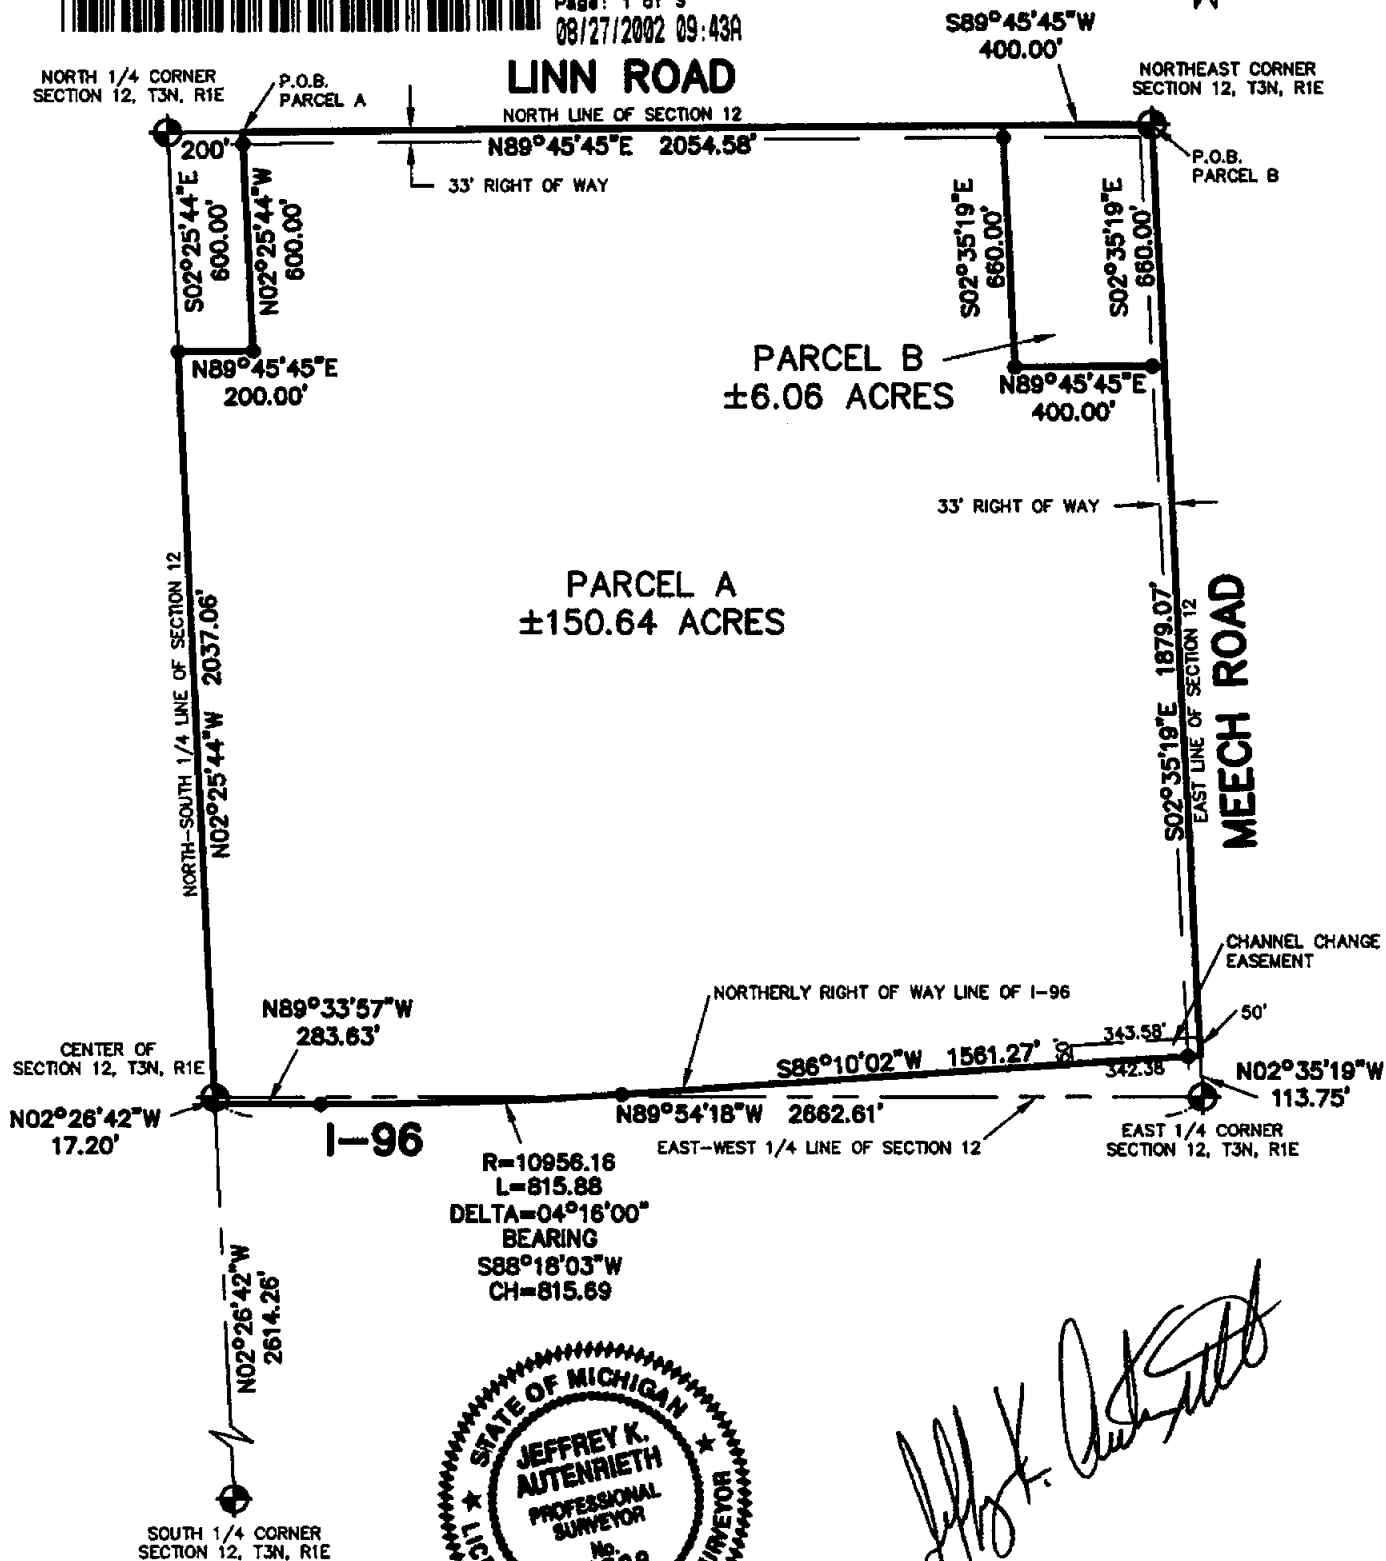 Page: 1 of 3
08/27/2002 09:43A
S89°45'45"W
400.00'
LINN ROAD
NORTH 1/4 CORNER
SECTION 12, T3N, R1E
P.O.B.
PARCEL A
NORTHEAST CORNER
SECTION 12, T3N, R1E
NORTH LINE OF SECTION 12
200'
N89°45'45"E 2054.58'
33' RIGHT OF WAY
P.O.B.
PARCEL B
S02°25'44"E
600.00'
N02°25'44"W
600.00'
S02°35'19"E
660.00'
S02°35'19"E
660.00'
N89°45'45"E
200.00'
PARCEL B
±6.06 ACRES
N89°45'45"E
400.00'
33' RIGHT OF WAY
PARCEL A
±150.64 ACRES
NORTH-SOUTH 1/4 LINE OF SECTION 12
N02°25'44"W 2037.06'
S02°35'19"E 1879.07'
EAST LINE OF SECTION 12
MEECH ROAD
CHANNEL CHANGE
EASEMENT
N89°33'57"W
283.63'
NORTHERLY RIGHT OF WAY LINE OF I-96
50'
343.58'
50'
CENTER OF
SECTION 12, T3N, R1E
S86°10'02"W 1561.27'
342.38
N02°35'19"W
113.75'
N02°26'42"W
17.20'
I-96
N89°54'18"W 2662.61'
EAST-WEST 1/4 LINE OF SECTION 12
EAST 1/4 CORNER
SECTION 12, T3N, R1E
R=10956.16
L=815.88
DELTA=04°16'00"
BEARING
S88°18'03"W
CH=815.69
N02°26'42"W
2614.26'
STATE OF MICHIGAN
JEFFREY K.
AUTENRIETH
PROFESSIONAL
SURVEYOR
No.
SOUTH 1/4 CORNER
SECTION 12, T3N, R1E
Jeffrey K. Autenrieth